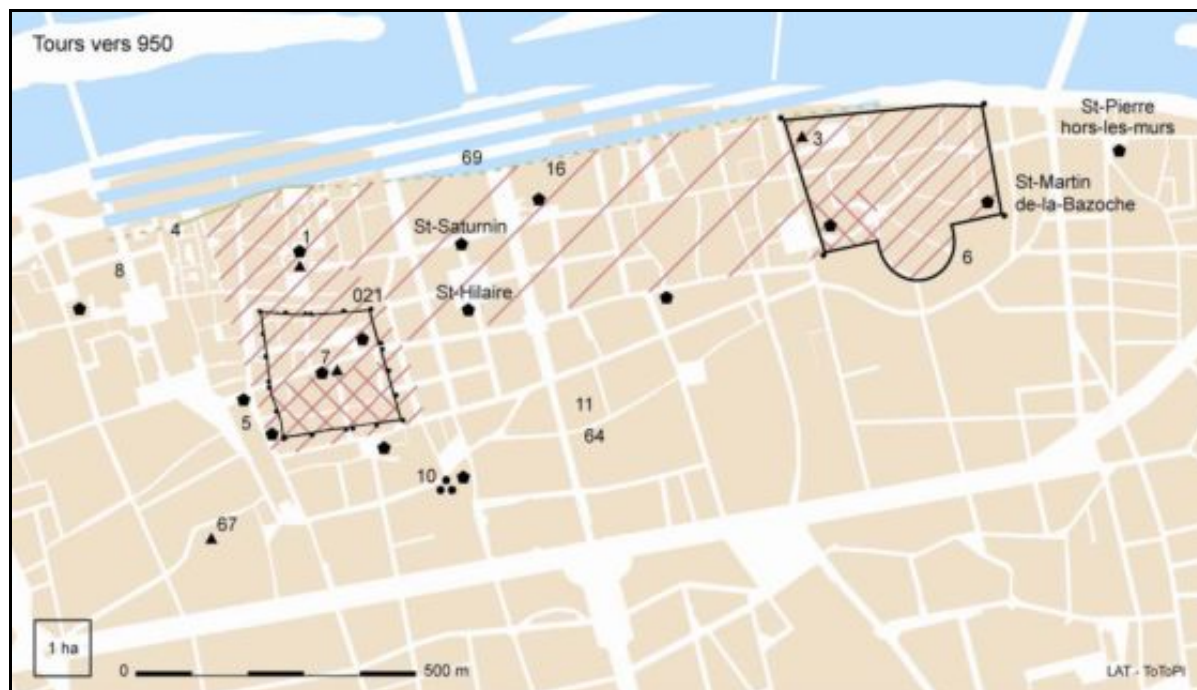 Tours vers 950
St-Pierre
hors-les-murs
3
69
16
St-Martin
de-la-Bazoche
4
St-Saturnin
1
6
8
St-Hilaire
021
7
11
5
64
10
67
1 ha
0
500 m
LAT - ToToPI